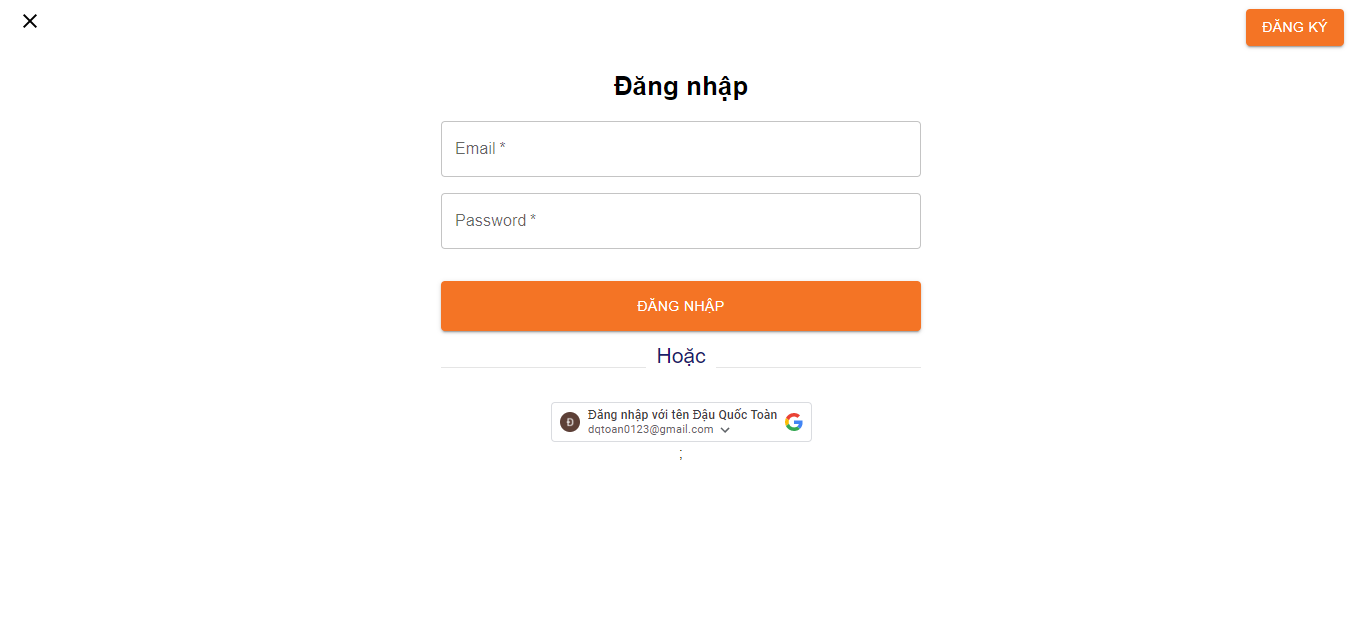 ĐĂNG KÝ
Đăng nhập
Email *
Password *
ĐĂNG NHẬP
Hoặc
Đ
Đăng nhập với tên Đậu Quốc Toàn
dqtoan0123@gmail.com
;